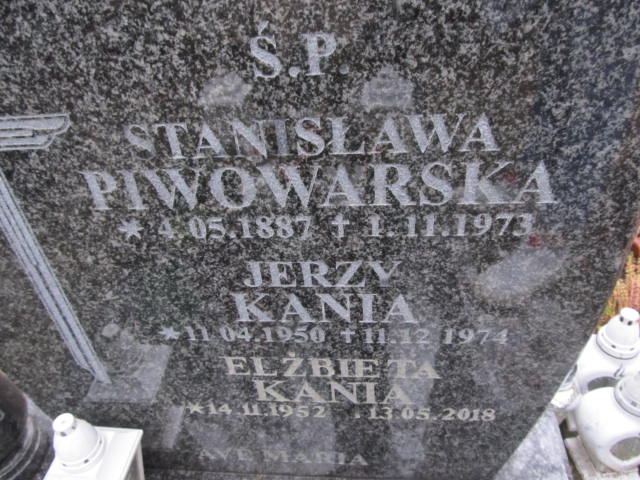 Ś.P.
STANISŁAWA
PIWOWARSKA
* 4.05.1887 † 1.11.1973
JERZY
KANIA
* 11.04.1950 † 11.12.1974
ELŻBIETA
KANIA
* 14.11.1952 . 13.05.2018
AVE MARIA